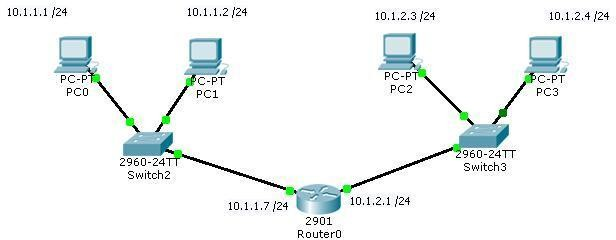 10.1.1.1 /24
10.1.1.2 /24
10.1.2.3 /24
10.1.2.4 /24
PC-PT
PC0
PC-PT
PC1
PC-PT
PC2
PC-PT
PC3
2960-24TT
Switch2
2960-24TT
Switch3
10.1.1.7 /24
10.1.2.1 /24
2901
Router0